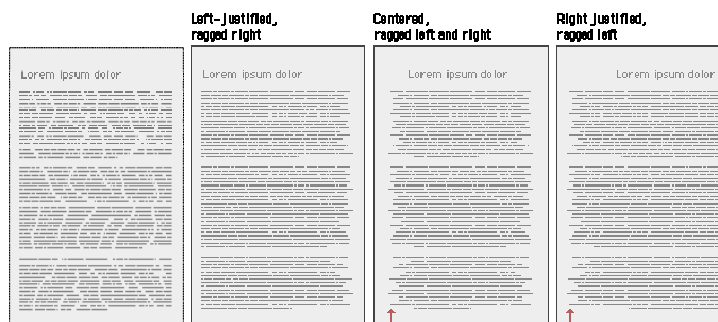 Left-justified,
ragged right
Centered,
ragged left and right
Right justified,
ragged left
Lorem ipsum dolor
Lorem ipsum dolor
Lorem ipsum dolor
Lorem ipsum dolor